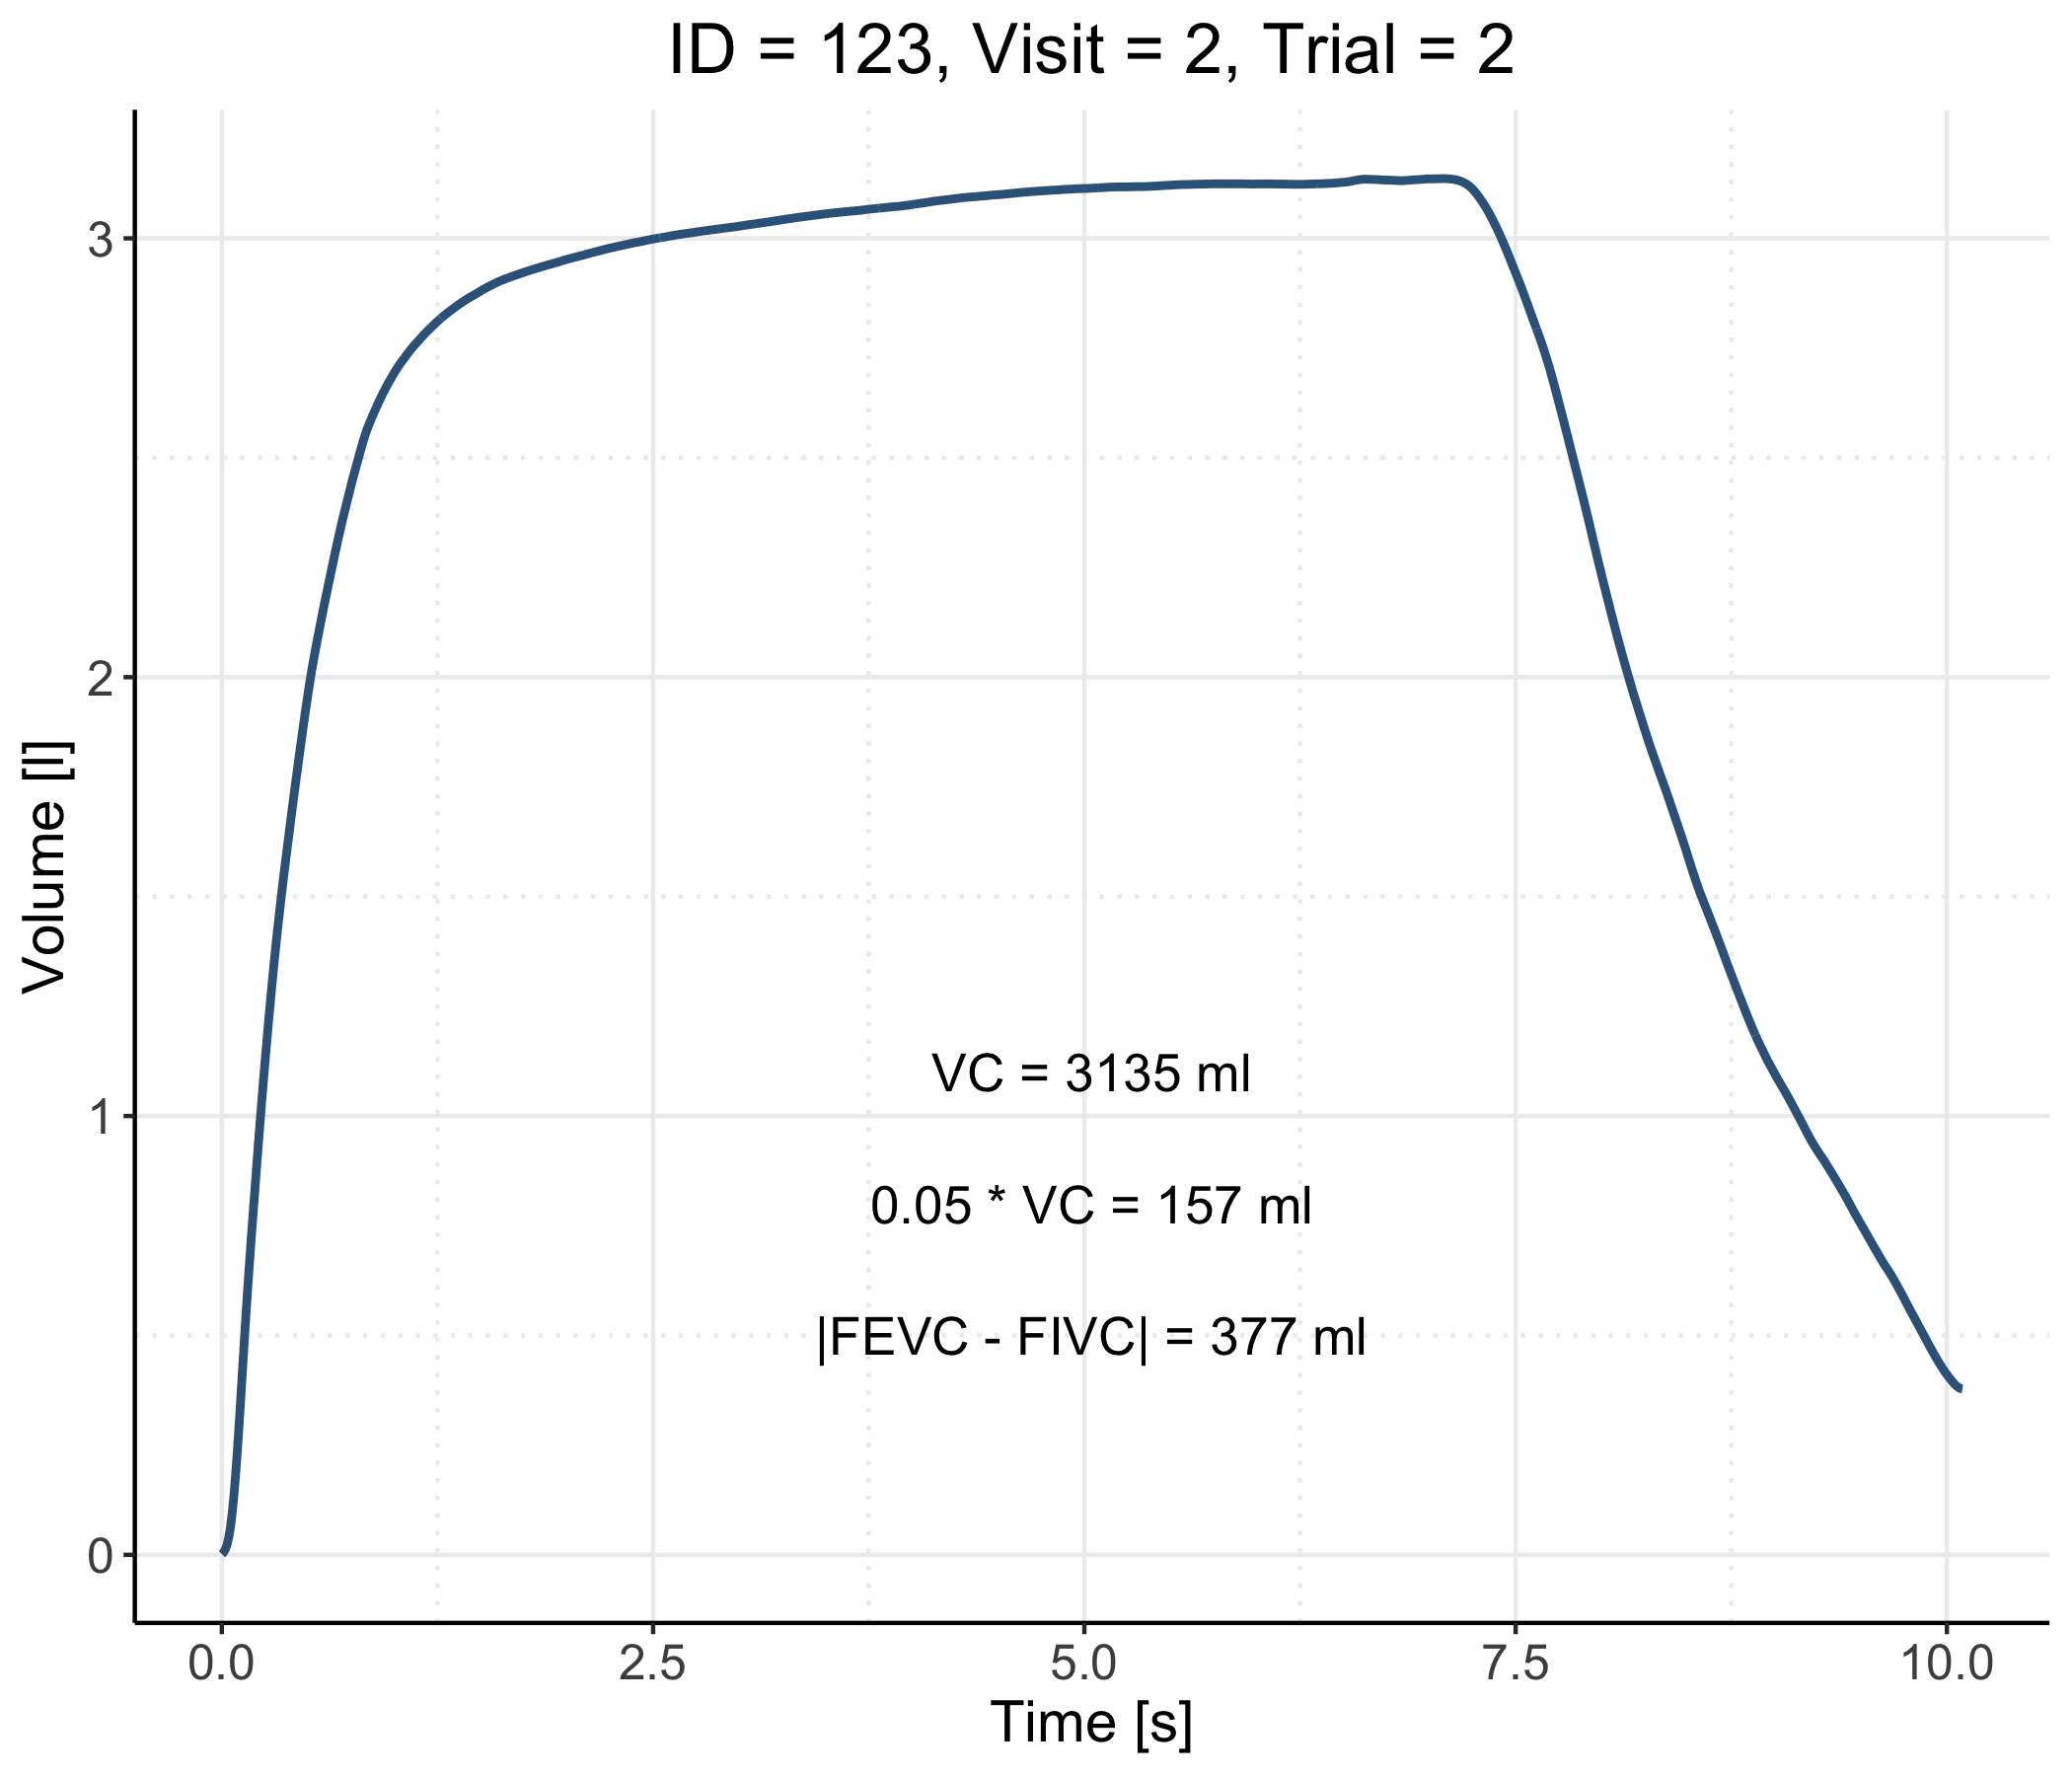 ID = 123, Visit = 2, Trial = 2
3
2
1
0
Volume [l]
VC = 3135 ml
0.05 * VC = 157 ml
|FEVC - FIVC| = 377 ml
0.0 2.5 5.0 7.5 10.0
Time [s]